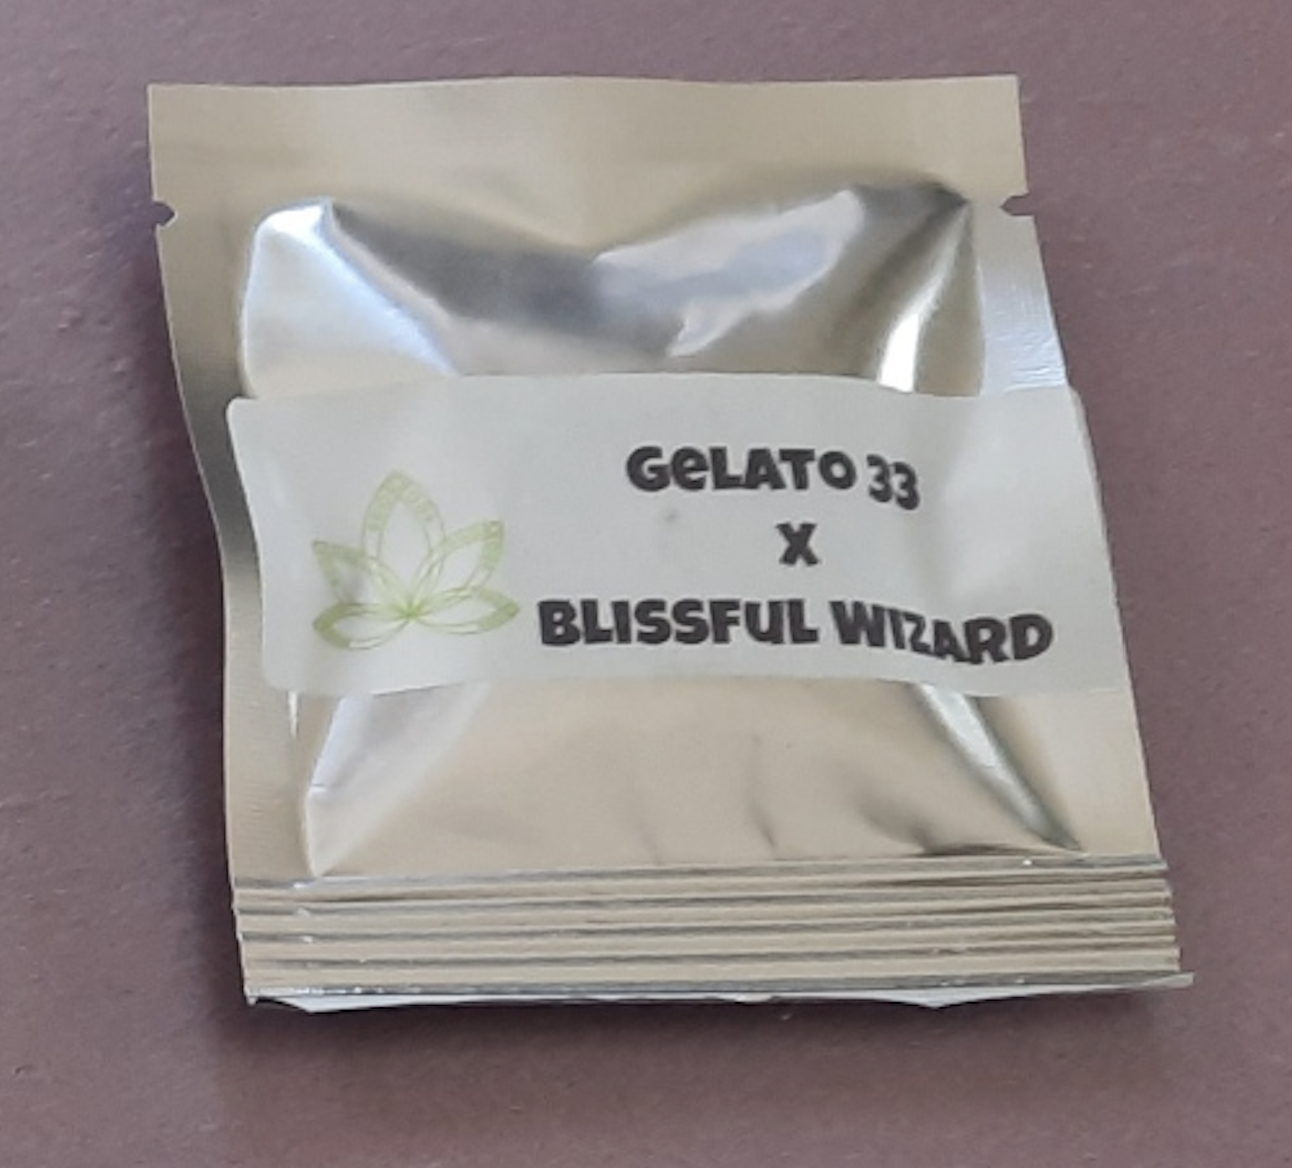 GeLATO 33
X
BLISSFUL WIZARD